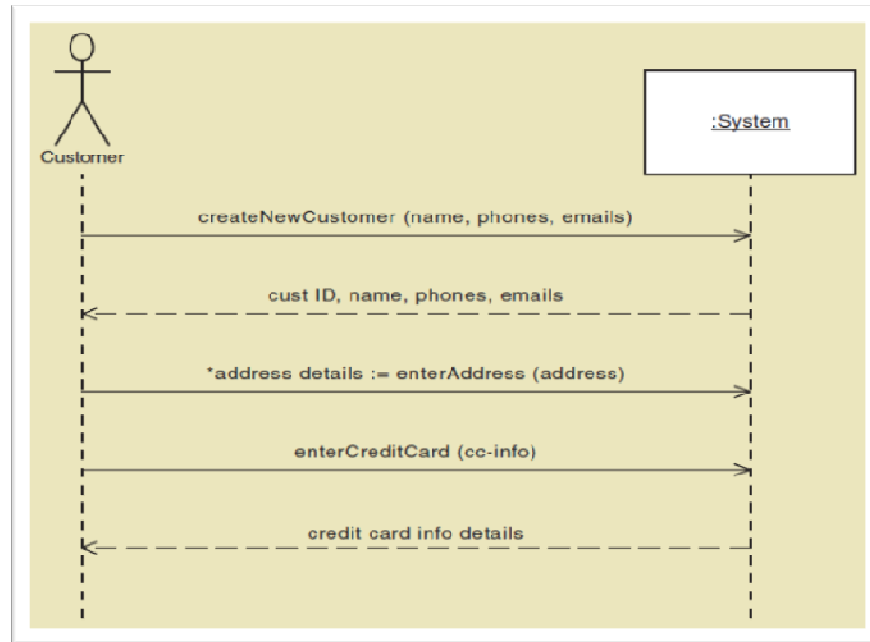 :System
Customer
createNewCustomer (name, phones, emails)
cust ID, name, phones, emails
*address details := enterAddress (address)
enterCreditCard (cc-info)
credit card info details